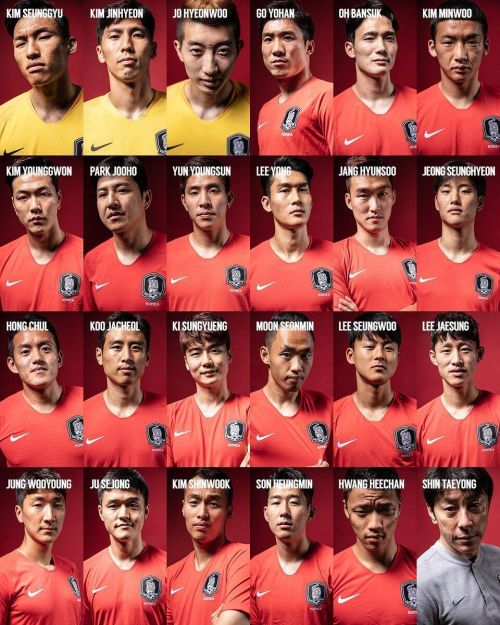 KIM SEUNGGYU
KIM JINHYEON
JO HYEONWOO
GO YOHAN
OH BANSUK
KIM MINWOO
KIM YOUNGGWON
PARK JOOHO
YUN YOUNGSUN
LEE YONG
JANG HYUNSOO
JEONG SEUNGHYEON
HONG CHUL
KOO JACHEOL
KI SUNGYUENG
MOON SEONMIN
LEE SEUNGWOO
LEE JAESUNG
JUNG WOOYOUNG
JU SEJONG
KIM SHINWOOK
SON HEUNGMIN
HWANG HEECHAN
SHIN TAEYONG